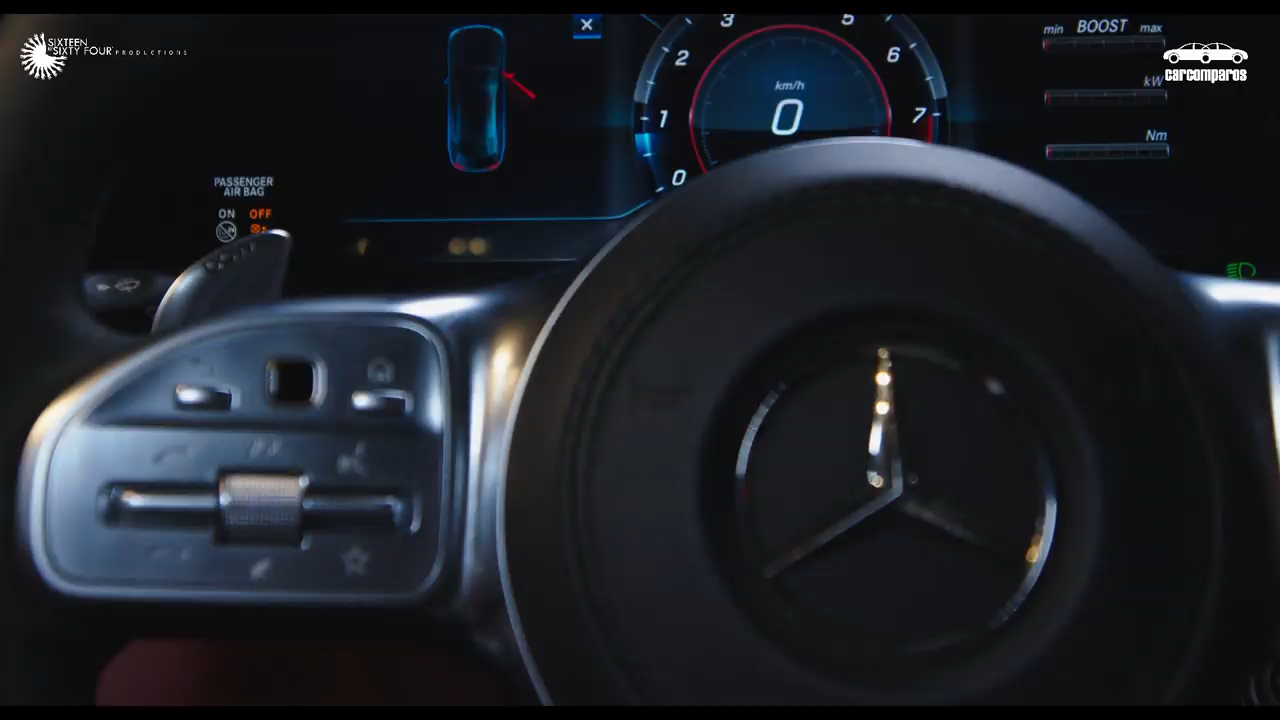 SIXTEEN
SIXTY FOUR PRODUCTIONS
carcomparos
3
5
2
6
1
7
0
km/h
0
min BOOST max
kW
Nm
PASSENGER
AIR BAG
ON OFF